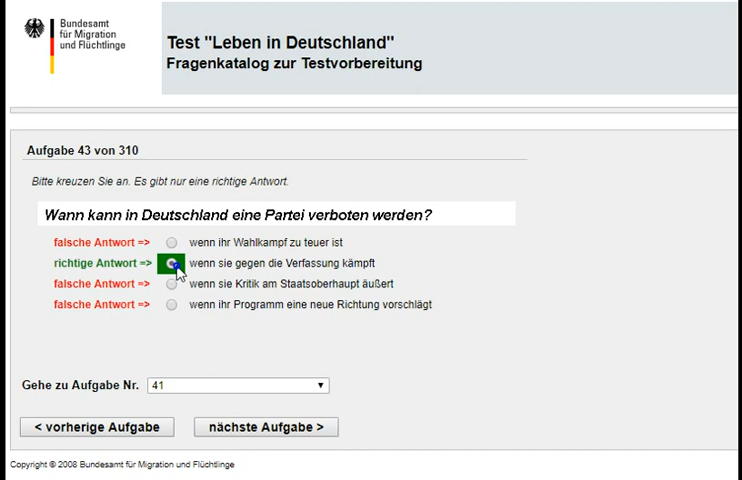 Bundesamt
für Migration
und Flüchtlinge
Test "Leben in Deutschland"
Fragenkatalog zur Testvorbereitung
Aufgabe 43 von 310
Bitte kreuzen Sie an. Es gibt nur eine richtige Antwort.
Wann kann in Deutschland eine Partei verboten werden?
falsche Antwort => wenn ihr Wahlkampf zu teuer ist
richtige Antwort => wenn sie gegen die Verfassung kämpft
falsche Antwort => wenn sie Kritik am Staatsoberhaupt äußert
falsche Antwort => wenn ihr Programm eine neue Richtung vorschlägt
Gehe zu Aufgabe Nr. 41
< vorherige Aufgabe nächste Aufgabe >
Copyright © 2008 Bundesamt für Migration und Flüchtlinge